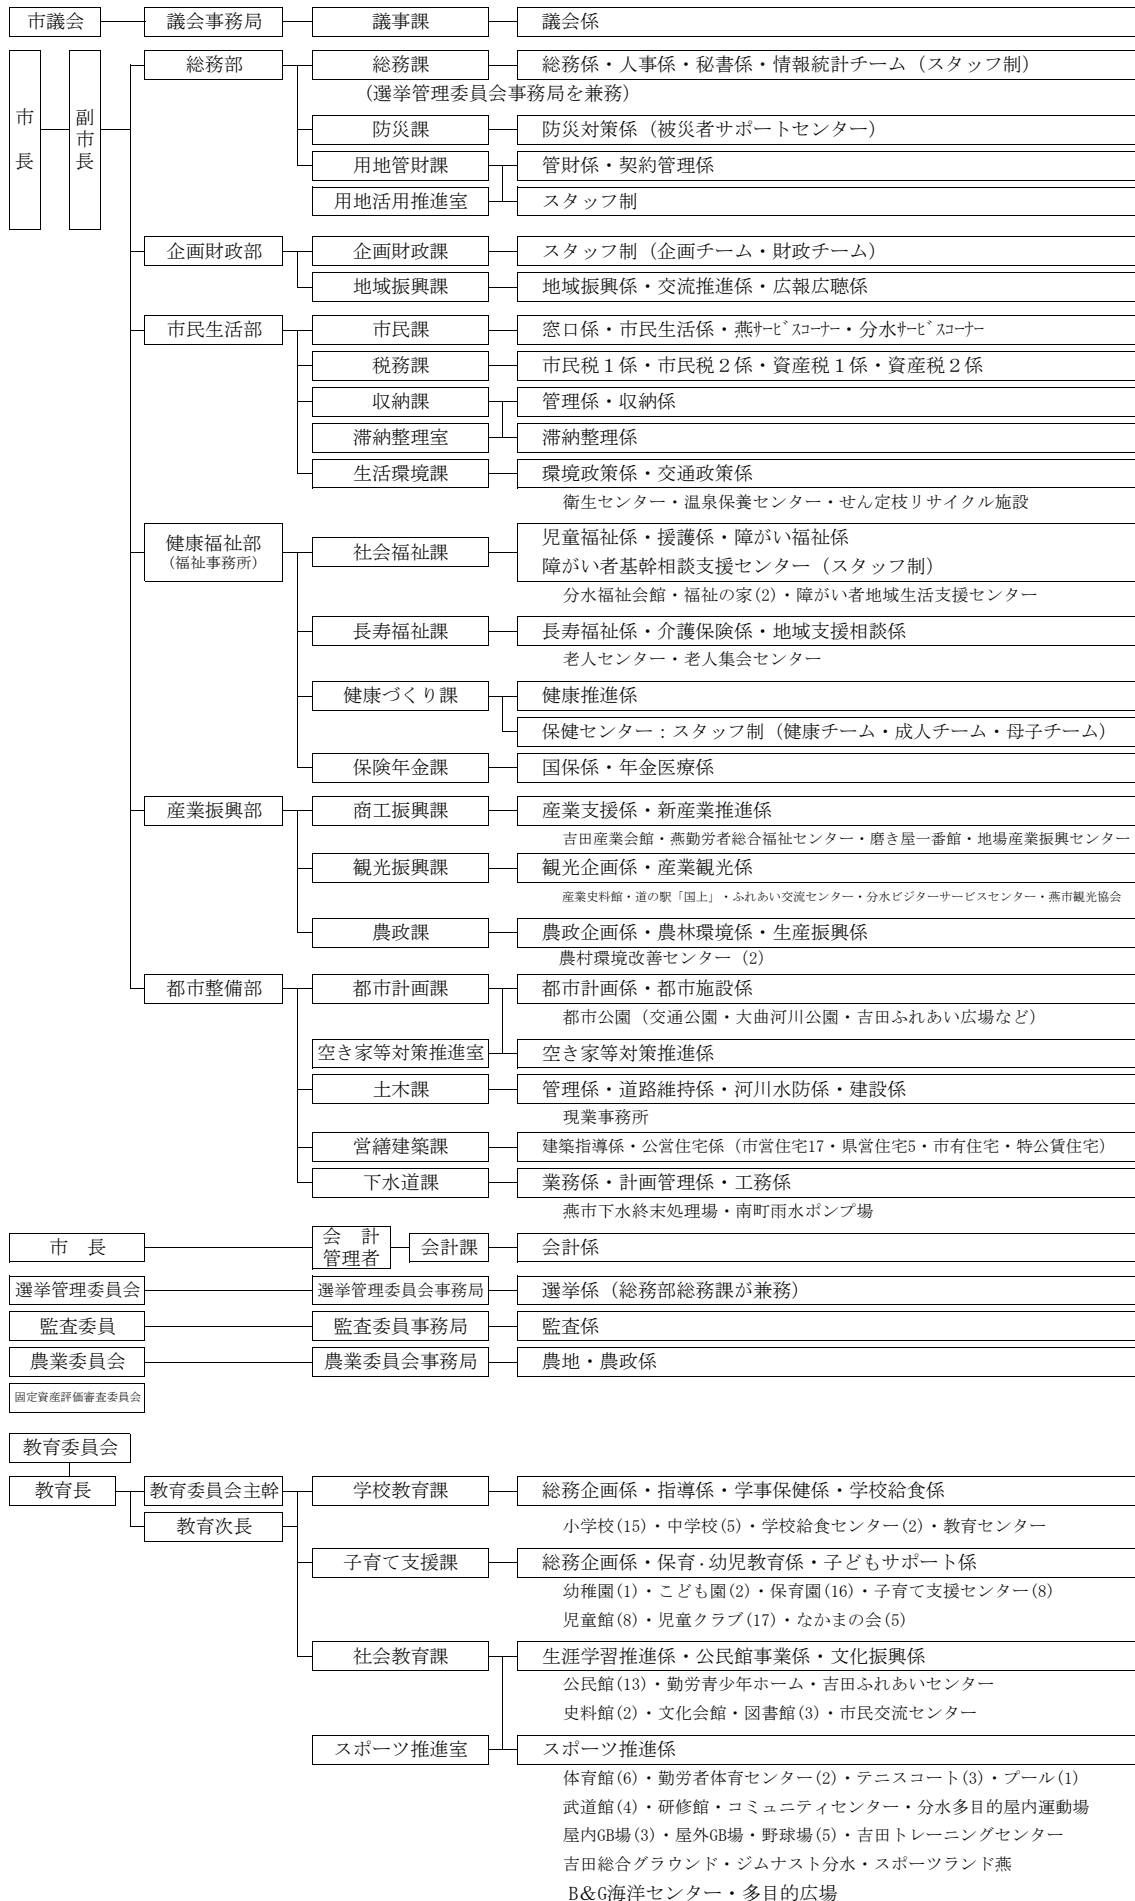 市議会 議会事務局 議事課 議会係
市長 副市長 総務部 総務課 総務係・人事係・秘書係・情報統計チーム（スタッフ制）
（選挙管理委員会事務局を兼務）
防災課 防災対策係（被災者サポートセンター）
用地管財課 管財係・契約管理係
用地活用推進室 スタッフ制
企画財政部 企画財政課 スタッフ制（企画チーム・財政チーム）
地域振興課 地域振興係・交流推進係・広報広聴係
市民生活部 市民課 窓口係・市民生活係・燕ｻｰﾋﾞｽｺｰﾅｰ・分水ｻｰﾋﾞｽｺｰﾅｰ
税務課 市民税１係・市民税２係・資産税１係・資産税２係
収納課 管理係・収納係
滞納整理室 滞納整理係
生活環境課 環境政策係・交通政策係
衛生センター・温泉保養センター・せん定枝リサイクル施設
健康福祉部 （福祉事務所） 社会福祉課 児童福祉係・援護係・障がい福祉係
障がい者基幹相談支援センター（スタッフ制）
分水福祉会館・福祉の家(2)・障がい者地域生活支援センター
長寿福祉課 長寿福祉係・介護保険係・地域支援相談係
老人センター・老人集会センター
健康づくり課 健康推進係
保健センター：スタッフ制（健康チーム・成人チーム・母子チーム）
保険年金課 国保係・年金医療係
産業振興部 商工振興課 産業支援係・新産業推進係
吉田産業会館・燕勤労者総合福祉センター・磨き屋一番館・地場産業振興センター
観光振興課 観光企画係・産業観光係
産業史料館・道の駅「国上」・ふれあい交流センター・分水ビジターサービスセンター・燕市観光協会
農政課 農政企画係・農林環境係・生産振興係
農村環境改善センター（2）
都市整備部 都市計画課 都市計画係・都市施設係
都市公園（交通公園・大曲河川公園・吉田ふれあい広場など）
空き家等対策推進室 空き家等対策推進係
土木課 管理係・道路維持係・河川水防係・建設係
現業事務所
営繕建築課 建築指導係・公営住宅係（市営住宅17・県営住宅5・市有住宅・特公賃住宅）
下水道課 業務係・計画管理係・工務係
燕市下水終末処理場・南町雨水ポンプ場
市　長 会　計管理者 会計課 会計係
選挙管理委員会 選挙管理委員会事務局 選挙係（総務部総務課が兼務）
監査委員 監査委員事務局 監査係
農業委員会 農業委員会事務局 農地・農政係
固定資産評価審査委員会
教育委員会
教育長 教育委員会主幹 学校教育課 総務企画係・指導係・学事保健係・学校給食係
教育次長 小学校(15)・中学校(5)・学校給食センター(2)・教育センター
子育て支援課 総務企画係・保育・幼児教育係・子どもサポート係
幼稚園(1)・こども園(2)・保育園(16)・子育て支援センター(8)
児童館(8)・児童クラブ(17)・なかまの会(5)
社会教育課 生涯学習推進係・公民館事業係・文化振興係
公民館(13)・勤労青少年ホーム・吉田ふれあいセンター
史料館(2)・文化会館・図書館(3)・市民交流センター
スポーツ推進室 スポーツ推進係
体育館(6)・勤労者体育センター(2)・テニスコート(3)・プール(1)
武道館(4)・研修館・コミュニティセンター・分水多目的屋内運動場
屋内GB場(3)・屋外GB場・野球場(5)・吉田トレーニングセンター
吉田総合グラウンド・ジムナスト分水・スポーツランド燕
B＆G海洋センター・多目的広場